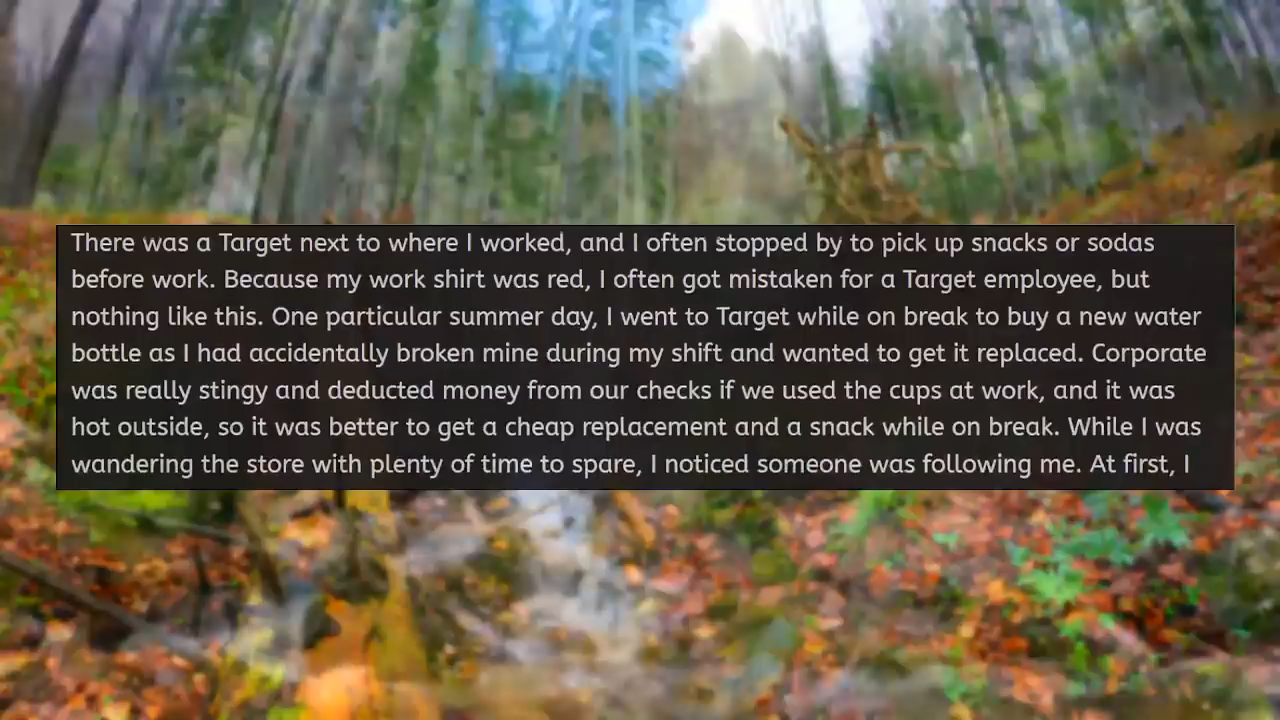 There was a Target next to where I worked, and I often stopped by to pick up snacks or sodas
before work. Because my work shirt was red, I often got mistaken for a Target employee, but
nothing like this. One particular summer day, I went to Target while on break to buy a new water
bottle as I had accidentally broken mine during my shift and wanted to get it replaced. Corporate
was really stingy and deducted money from our checks if we used the cups at work, and it was
hot outside, so it was better to get a cheap replacement and a snack while on break. While I was
wandering the store with plenty of time to spare, I noticed someone was following me. At first, I